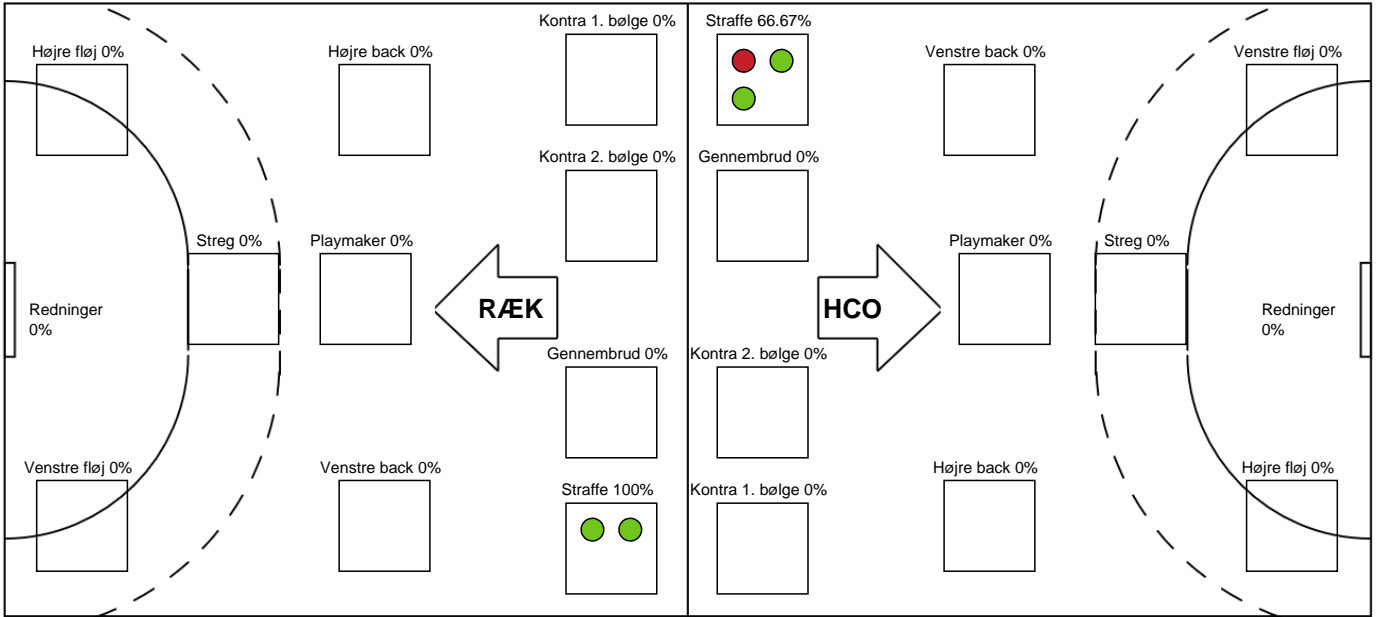 Kontra 1. bølge 0%
Straffe 66.67%
Højre fløj 0%
Højre back 0%
Venstre back 0%
Venstre fløj 0%
Kontra 2. bølge 0%
Gennembrud 0%
Streg 0%
Playmaker 0%
Playmaker 0%
Streg 0%
Redninger
0%
RÆK
HCO
Redninger
0%
Gennembrud 0%
Kontra 2. bølge 0%
Venstre fløj 0%
Venstre back 0%
Højre back 0%
Højre fløj 0%
Straffe 100%
Kontra 1. bølge 0%